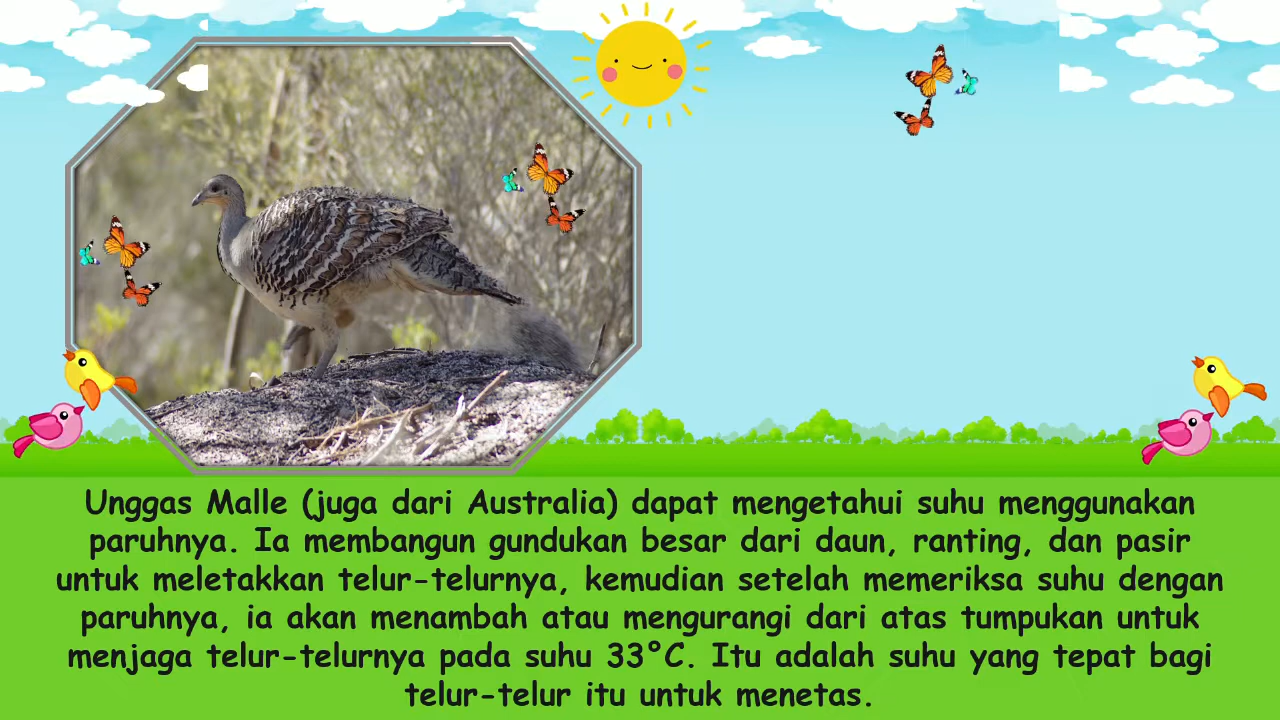 Unggas Malle (juga dari Australia) dapat mengetahui suhu menggunakan
paruhnya. Ia membangun gundukan besar dari daun, ranting, dan pasir
untuk meletakkan telur-telurnya, kemudian setelah memeriksa suhu dengan
paruhnya, ia akan menambah atau mengurangi dari atas tumpukan untuk
menjaga telur-telurnya pada suhu 33°C. Itu adalah suhu yang tepat bagi
telur-telur itu untuk menetas.